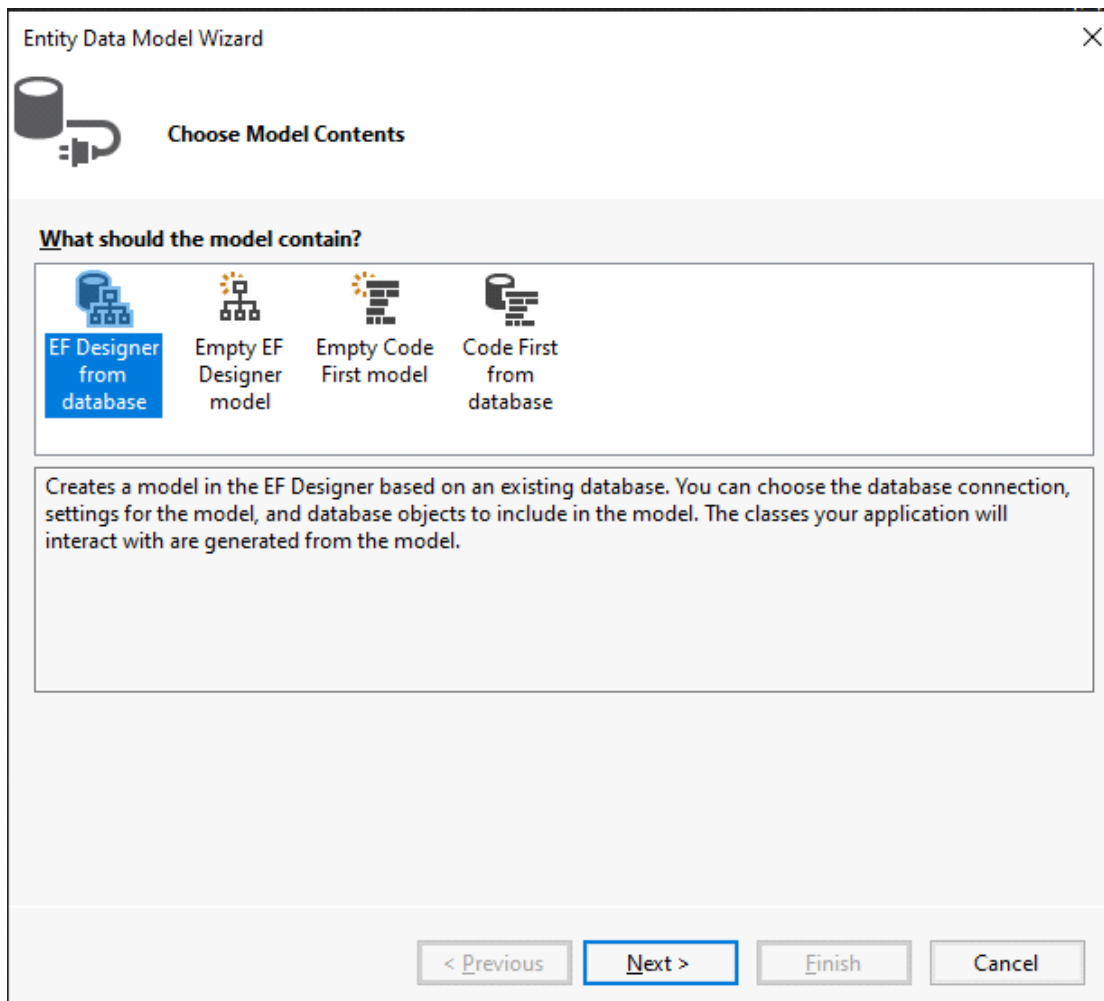 Entity Data Model Wizard
Choose Model Contents
What should the model contain?
EF Designer from database
Empty EF Designer model
Empty Code First model
Code First from database
Creates a model in the EF Designer based on an existing database. You can choose the database connection,
settings for the model, and database objects to include in the model. The classes your application will
interact with are generated from the model.
< Previous
Next >
Finish
Cancel